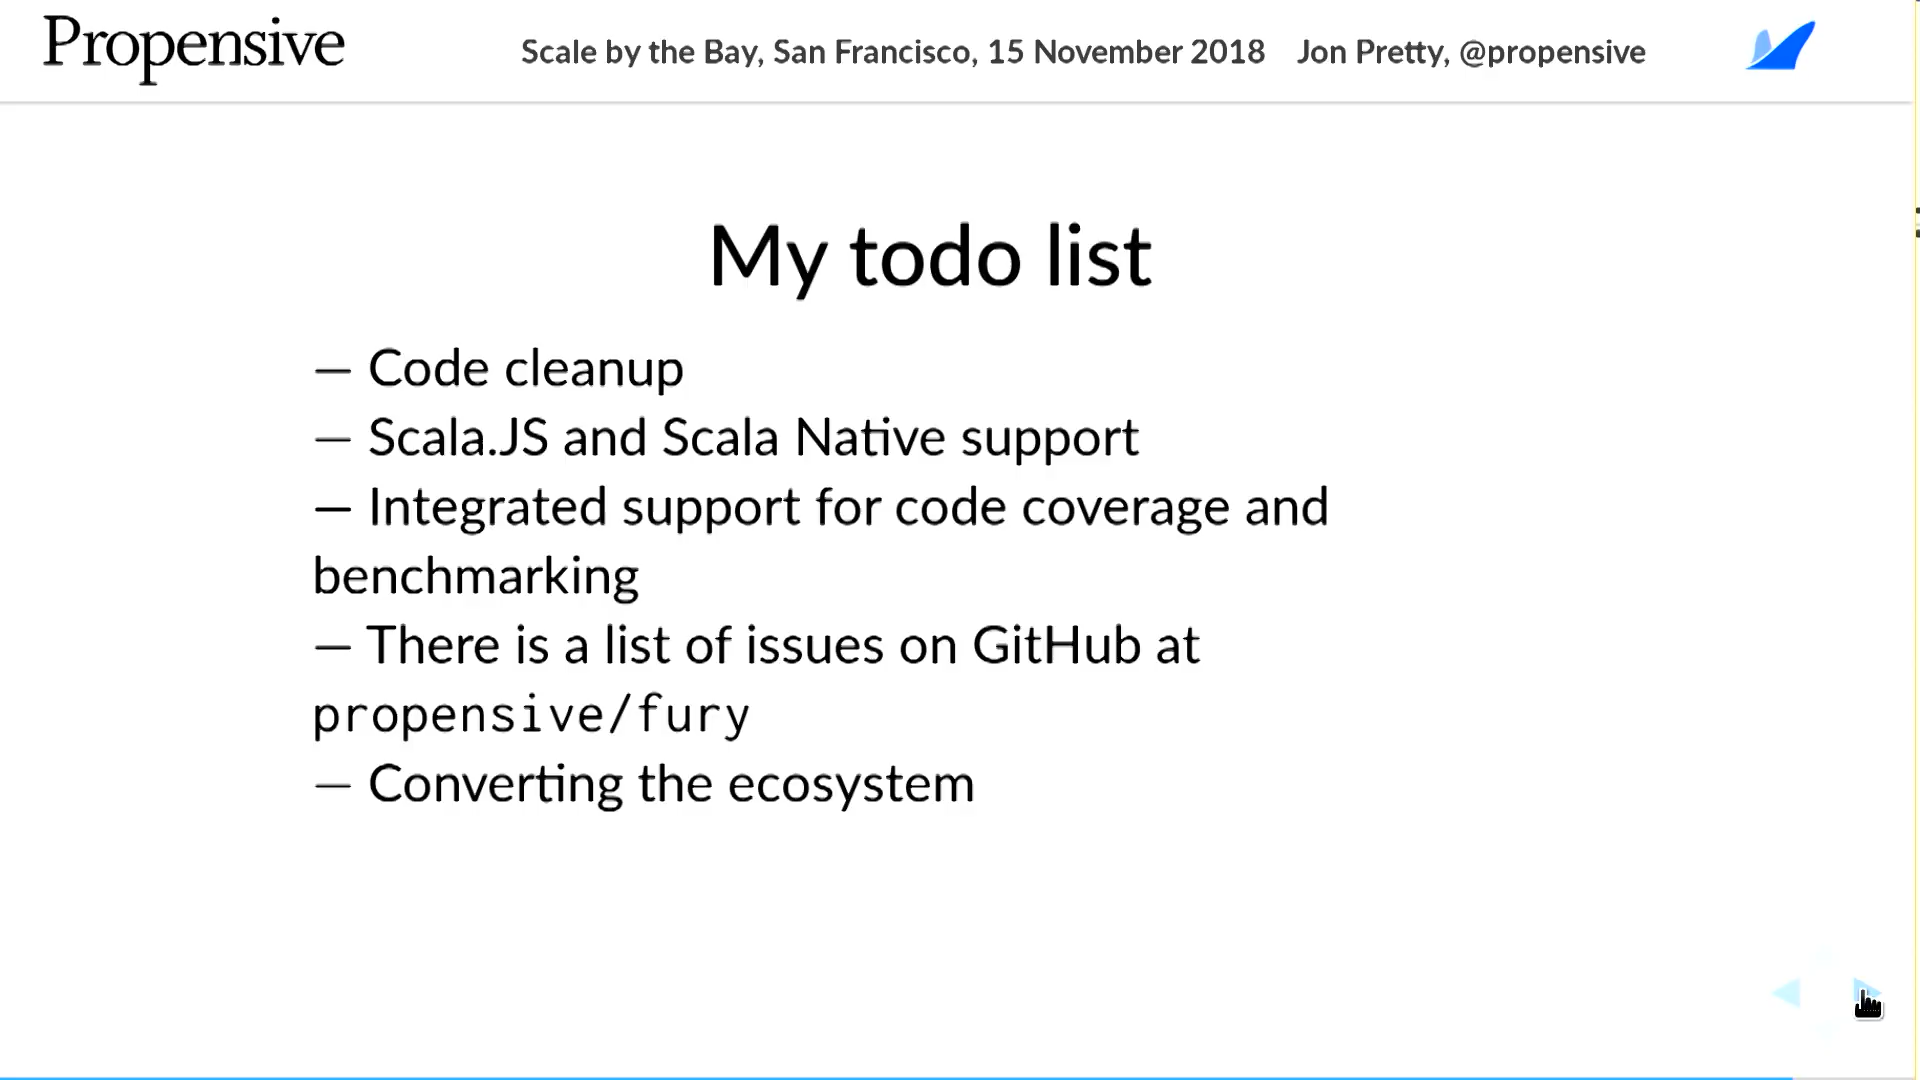 Propensive
Scale by the Bay, San Francisco, 15 November 2018 Jon Pretty, @propensive
My todo list
— Code cleanup
— Scala.JS and Scala Native support
— Integrated support for code coverage and
benchmarking
— There is a list of issues on GitHub at
propensive/fury
— Converting the ecosystem